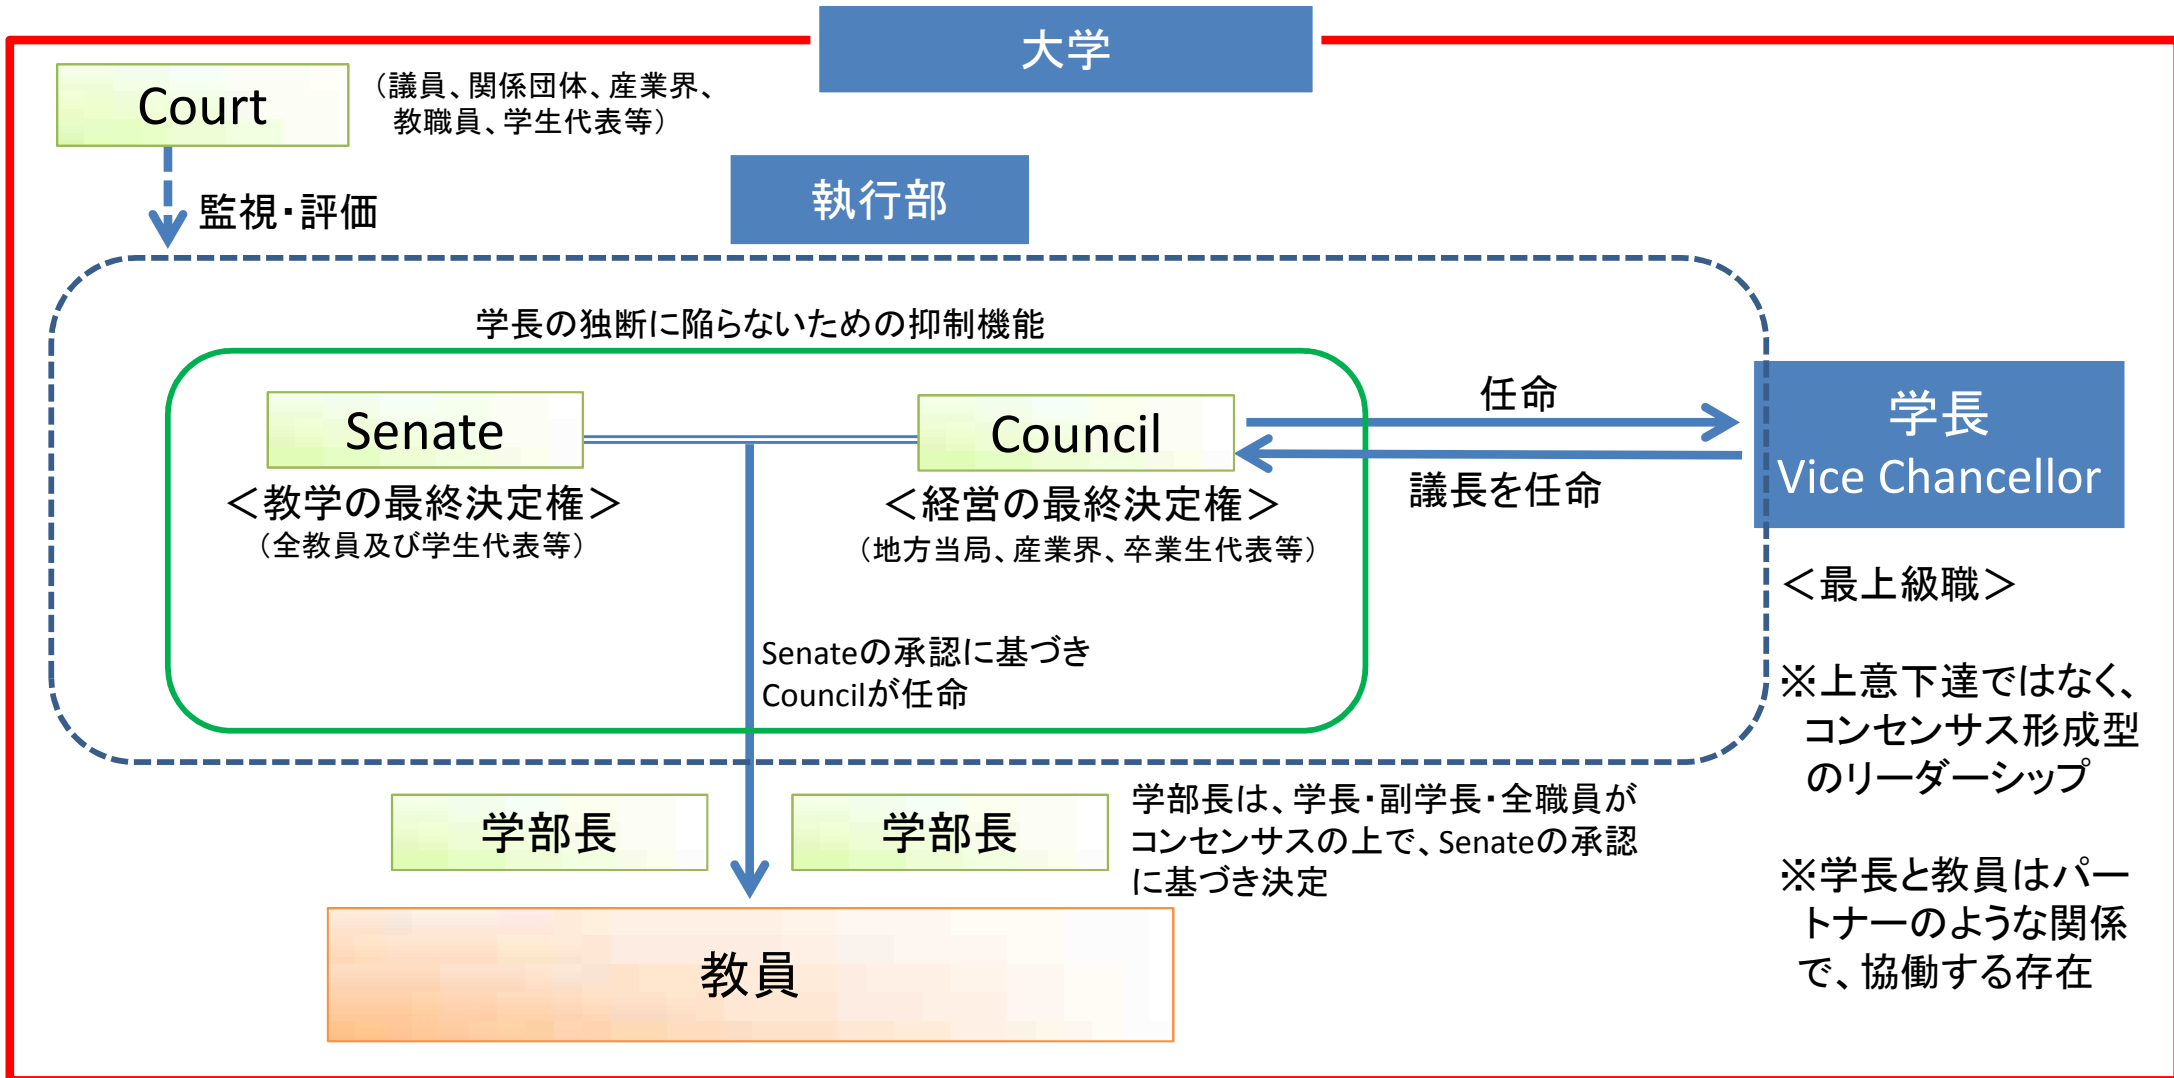 大学
Court
（議員、関係団体、産業界、
教職員、学生代表等）
執行部
監視・評価
学長の独断に陥らないための抑制機能
Senate
＜教学の最終決定権＞
（全教員及び学生代表等）
Council
＜経営の最終決定権＞
（地方当局、産業界、卒業生代表等）
任命
議長を任命
学長
Vice Chancellor
＜最上級職＞
※上意下達ではなく、
コンセンサス形成型
のリーダーシップ
※学長と教員はパー
トナーのような関係
で、協働する存在
Senateの承認に基づき
Councilが任命
学部長
学部長
学部長は、学長・副学長・全職員が
コンセンサスの上で、Senateの承認
に基づき決定
教員